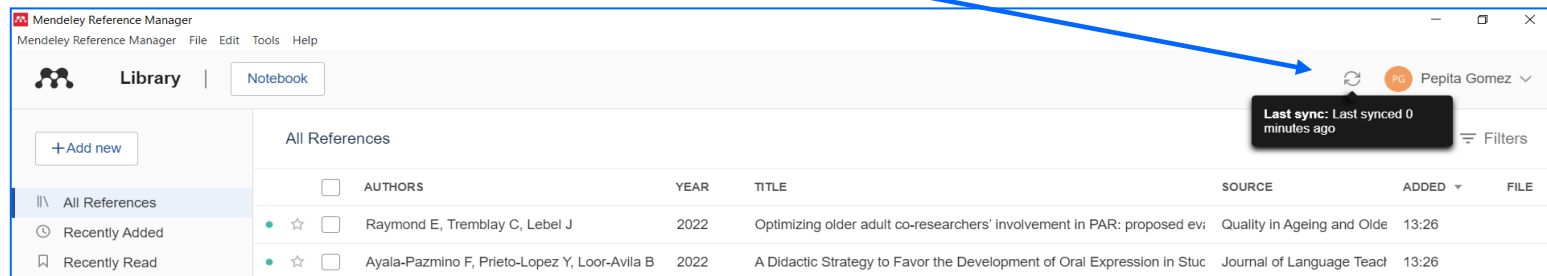 Mendeley Reference Manager
Mendeley Reference Manager File Edit Tools Help
Library | Notebook
PG Pepita Gomez
Last sync: Last synced 0
minutes ago
+Add new
All References
Filters
AUTHORS YEAR TITLE SOURCE ADDED FILE
All References
Raymond E, Tremblay C, Lebel J 2022 Optimizing older adult co-researchers' involvement in PAR: proposed eva Quality in Ageing and Olde 13:26
Recently Added
Ayala-Pazmino F, Prieto-Lopez Y, Loor-Avila B 2022 A Didactic Strategy to Favor the Development of Oral Expression in Stud Journal of Language Teach 13:26
Recently Read